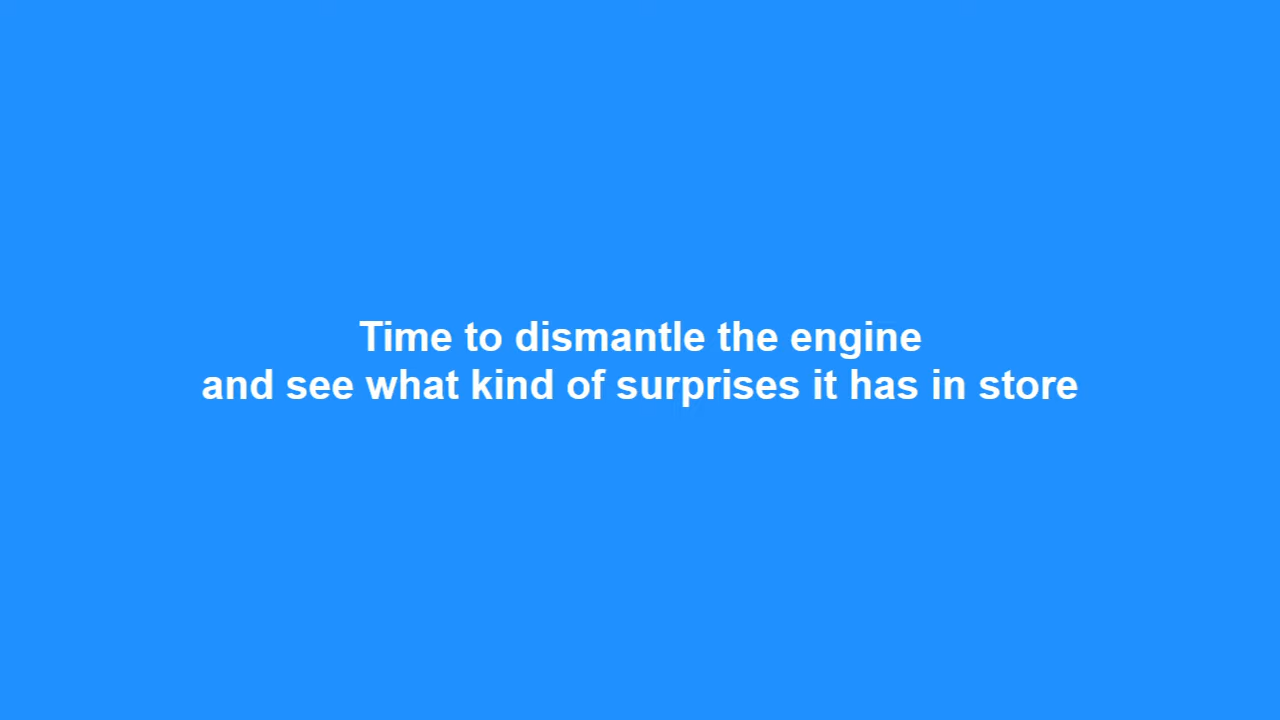 Time to dismantle the engine
and see what kind of surprises it has in store